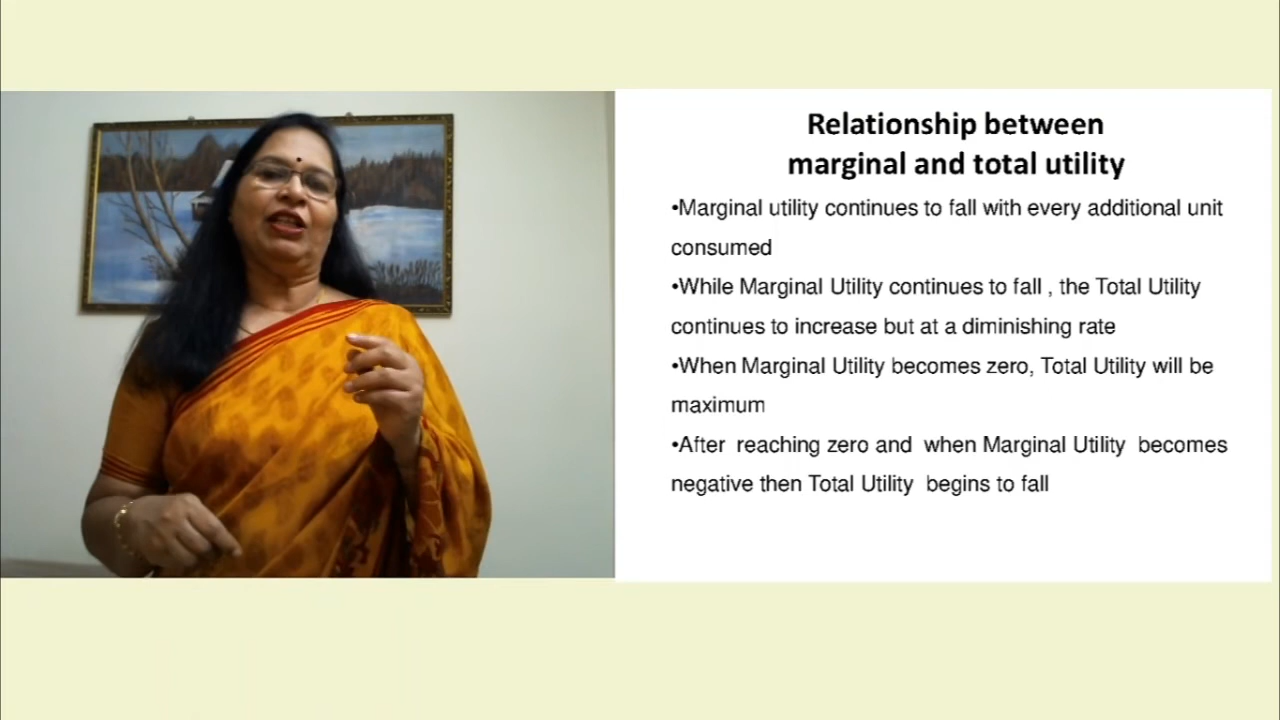 Relationship between
marginal and total utility
•Marginal utility continues to fall with every additional unit
consumed
•While Marginal Utility continues to fall , the Total Utility
continues to increase but at a diminishing rate
•When Marginal Utility becomes zero, Total Utility will be
maximum
•After reaching zero and when Marginal Utility becomes
negative then Total Utility begins to fall